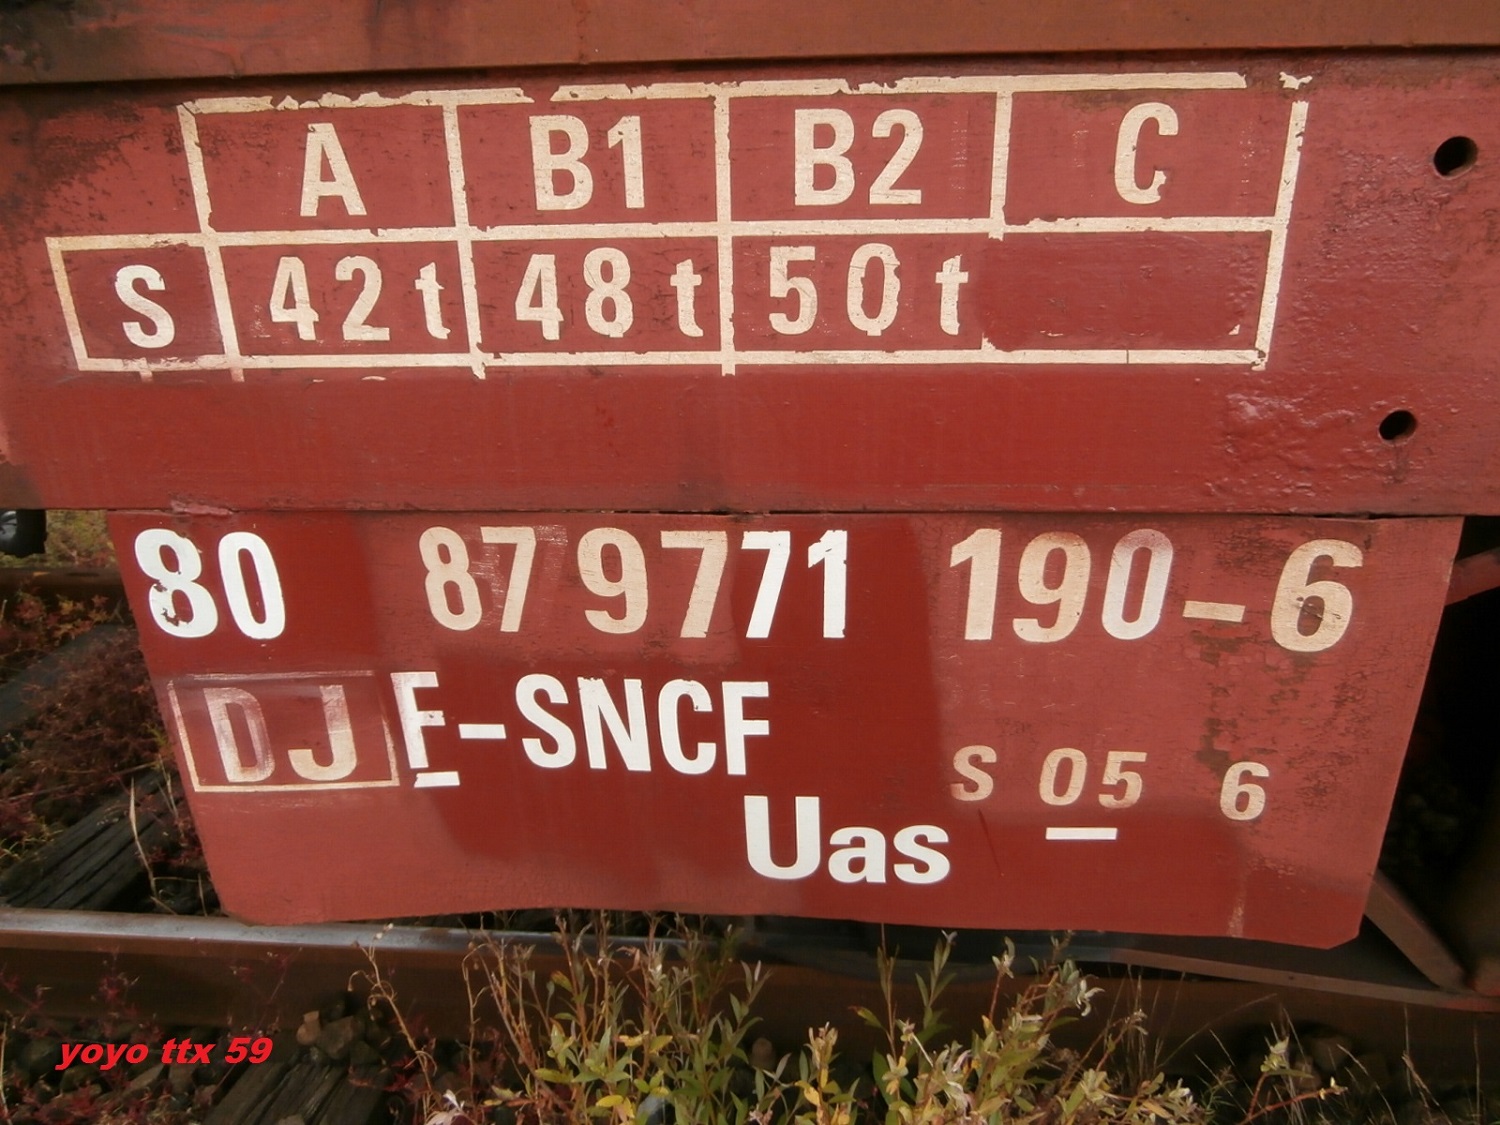 A B1 B2 C
S 42t 48t 50t
80 87 9771 190-6
DJ F-SNCF
S 05 6
Uas
yoyo ttx 59